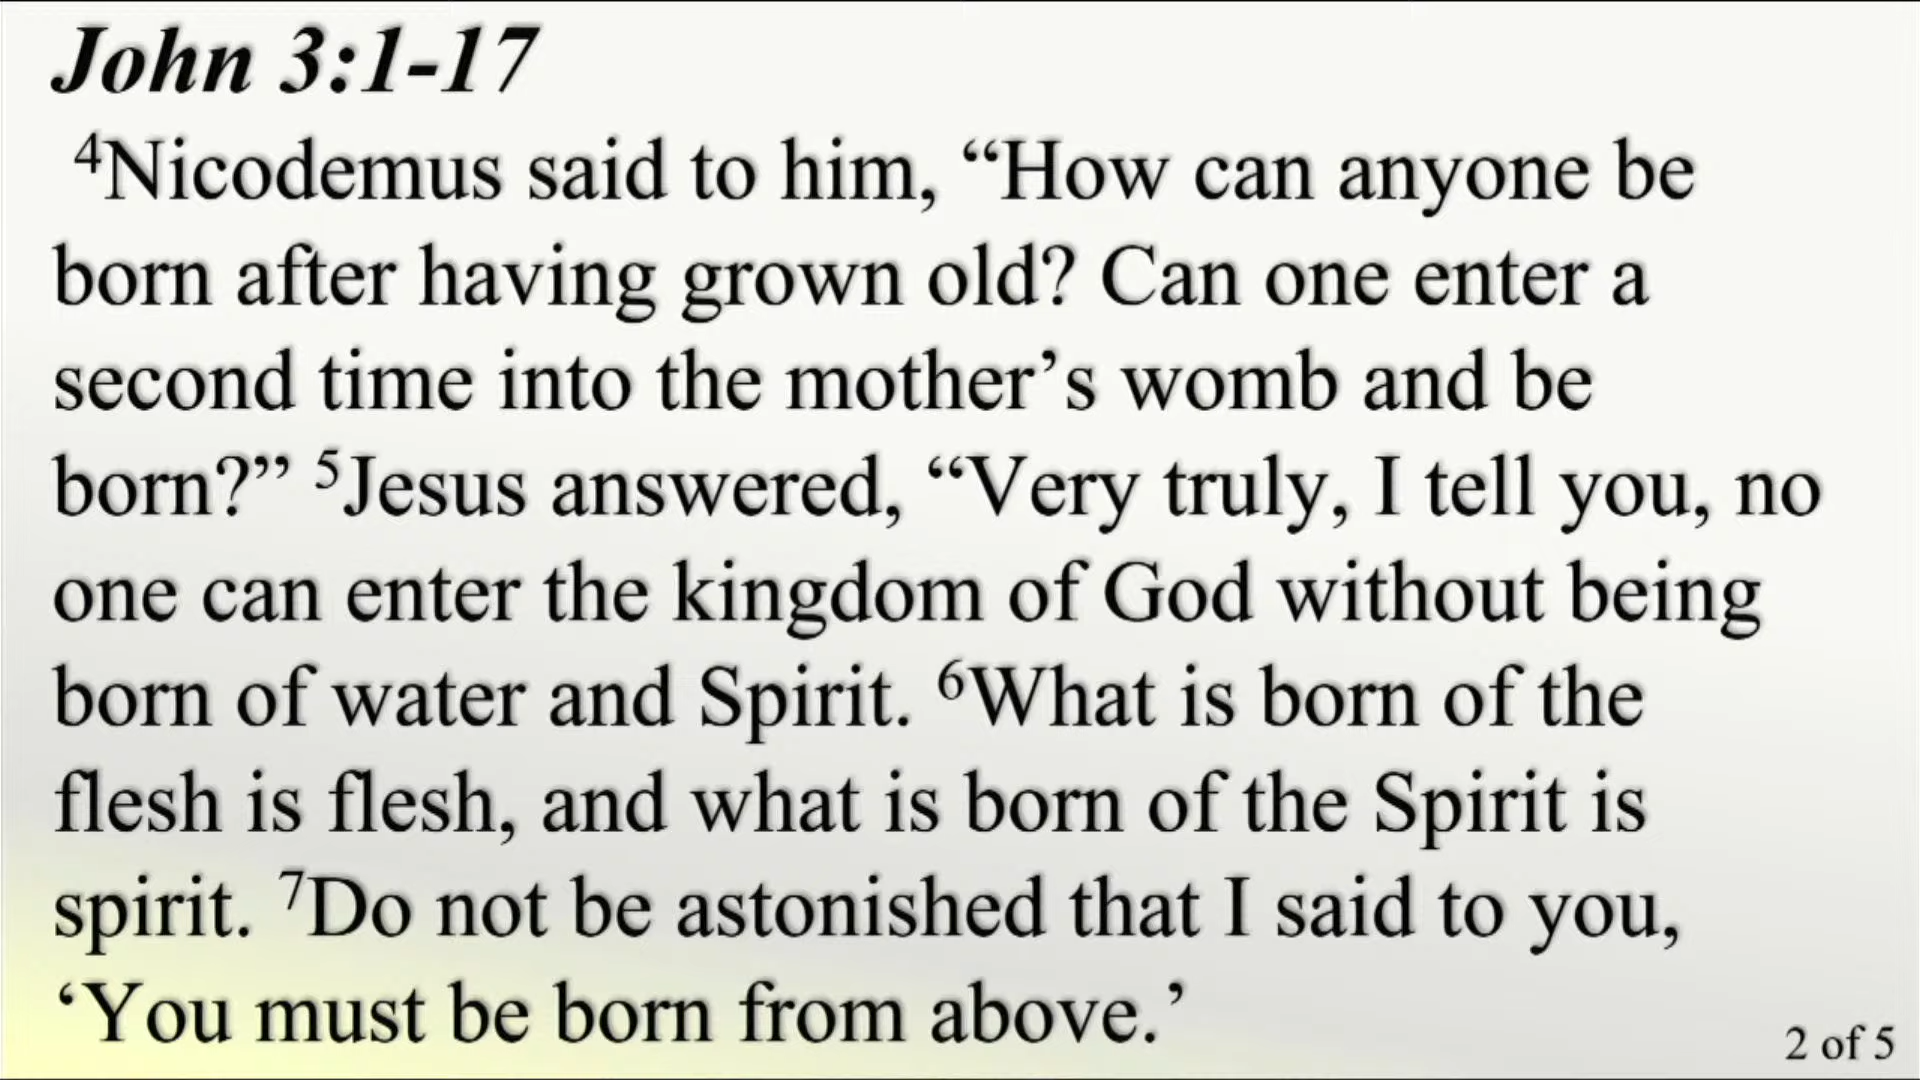 John 3:1-17
⁴Nicodemus said to him, “How can anyone be
born after having grown old? Can one enter a
second time into the mother’s womb and be
born?” ⁵Jesus answered, “Very truly, I tell you, no
one can enter the kingdom of God without being
born of water and Spirit. ⁶What is born of the
flesh is flesh, and what is born of the Spirit is
spirit. ⁷Do not be astonished that I said to you,
‘You must be born from above.’
2 of 5